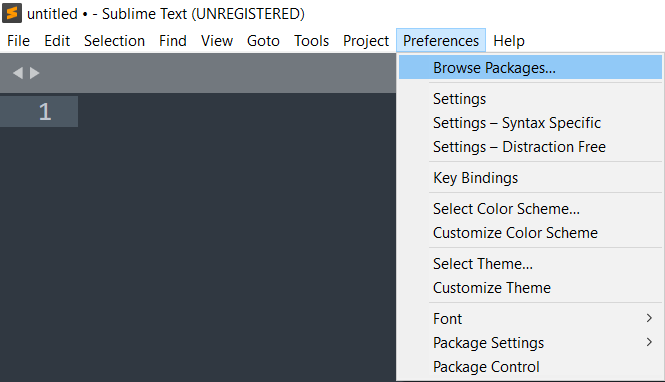 untitled • - Sublime Text (UNREGISTERED)
File Edit Selection Find View Goto Tools Project Preferences Help
Browse Packages...
1
Settings
Settings – Syntax Specific
Settings – Distraction Free
Key Bindings
Select Color Scheme...
Customize Color Scheme
Select Theme...
Customize Theme
Font
Package Settings
Package Control